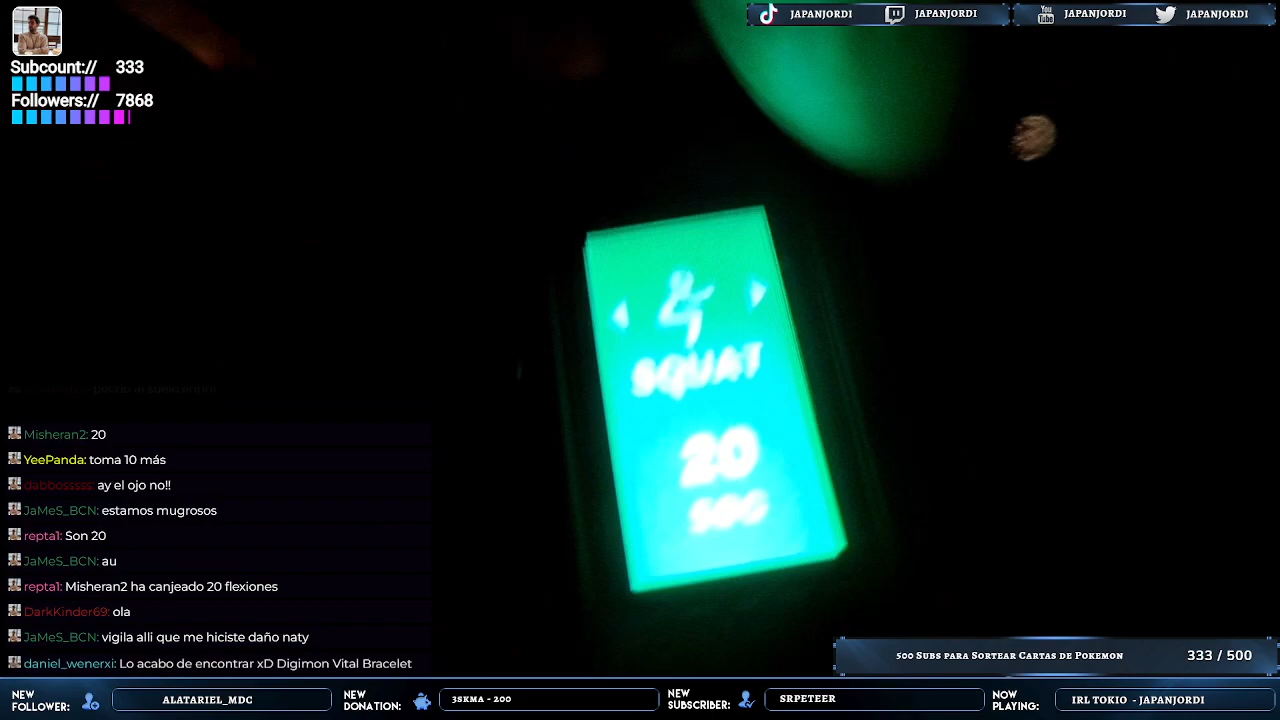 JAPANJORDI JAPANJORDI JAPANJORDI JAPANJORDI
Subcount// 333
Followers:// 7868
SQUAT
20
Misheran2: 20
YeePanda: toma 10 más
dabbosssss: ay el ojo no!!
JaMeS_BCN: estamos mugrosos
repta1: Son 20
JaMeS_BCN: au
repta1: Misheran2 ha canjeado 20 flexiones
DarkKinder69: ola
JaMeS_BCN: vigila alli que me hiciste daño naty
daniel_wenerxi: Lo acabo de encontrar xD Digimon Vital Bracelet
500 Subs para Sortear Cartas de Pokemon 333 / 500
NEW FOLLOWER: ALATARIEL_MDC
NEW DONATION: 3SKMA - 200
NEW SUBSCRIBER: SRPETEER
NOW PLAYING: IRL TOKIO - JAPANJORDI